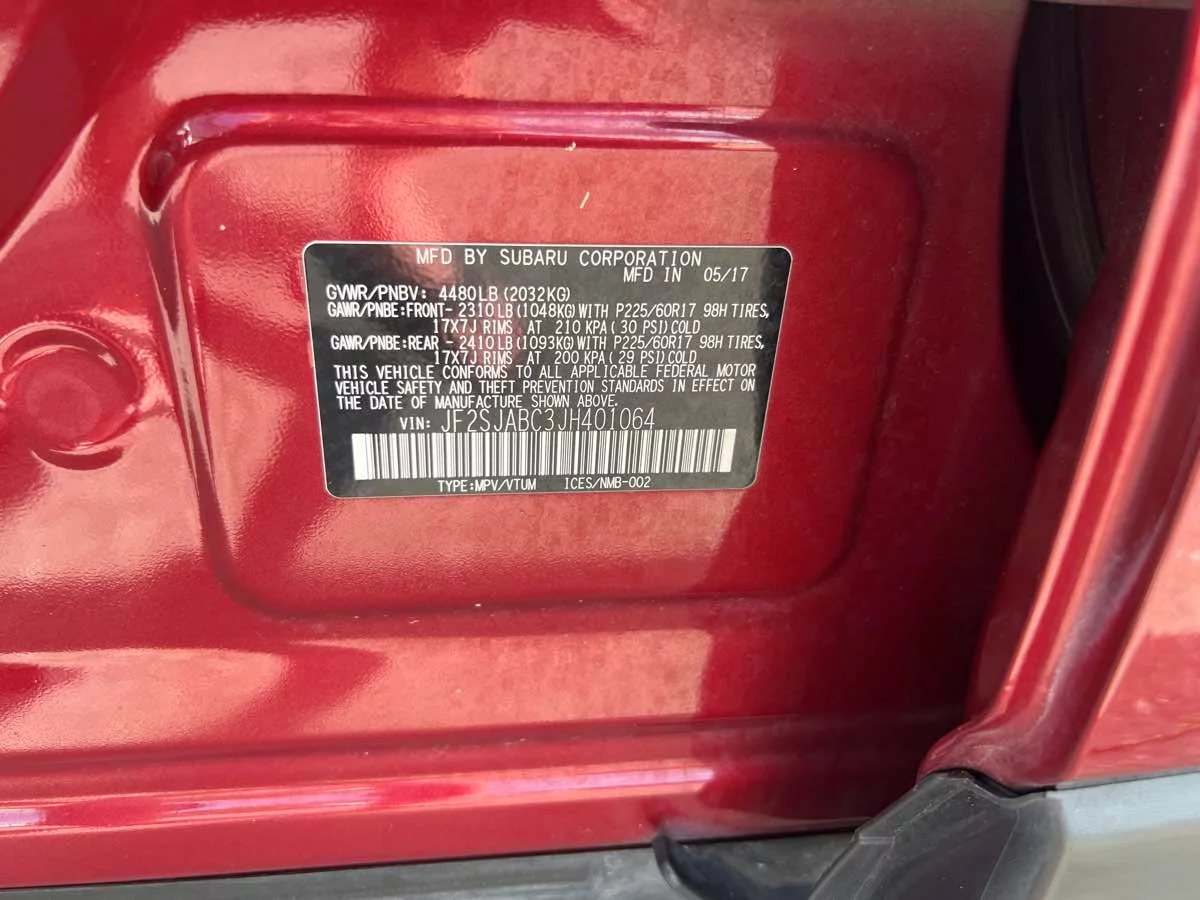 MFD BY SUBARU CORPORATION
MFD IN 05/17
GVWR/PNBV: 4480LB (2032KG)
GAWR/PNBE:FRONT- 2310 LB (1048KG) WITH P225/60R17 98H TIRES,
17X7J RIMS AT 210 KPA ( 30 PSI) COLD
GAWR/PNBE:REAR - 2410 LB (1093KG) WITH P225/60R17 98H TIRES,
17X7J RIMS AT 200 KPA ( 29 PSI) COLD
THIS VEHICLE CONFORMS TO ALL APPLICABLE FEDERAL MOTOR
VEHICLE SAFETY AND THEFT PREVENTION STANDARDS IN EFFECT ON
THE DATE OF MANUFACTURE SHOWN ABOVE.
VIN: JF2SJABC3JH401064
TYPE:MPV/VTUM ICES/NMB-002